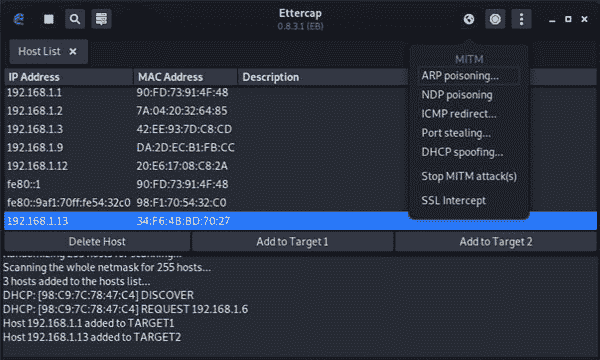 Ettercap
0.8.3.1 (EB)
Host List ×
MiTM
ARP poisoning...
NDP poisoning
ICMP redirect...
Port stealing...
DHCP spoofing...
Stop MITM attack(s)
SSL Intercept
IP Address MAC Address Description
192.168.1.1 90:FD:73:91:4F:48
192.168.1.2 7A:04:20:32:64:85
192.168.1.3 42:EE:93:7D:C8:CD
192.168.1.9 DA:2D:EC:B1:FB:CC
192.168.1.12 20:E6:17:08:C8:2A
fe80::1 90:FD:73:91:4F:48
fe80::9af1:70ff:fe54:32c0 98:F1:70:54:32:C0
192.168.1.13 34:F6:4B:BD:70:27
Delete Host Add to Target 1 Add to Target 2
Randomizing 255 hosts for scanning...
Scanning the whole netmask for 255 hosts...
3 hosts added to the hosts list...
DHCP: [98:C9:7C:78:47:C4] DISCOVER
DHCP: [98:C9:7C:78:47:C4] REQUEST 192.168.1.6
Host 192.168.1.1 added to TARGET1
Host 192.168.1.13 added to TARGET2